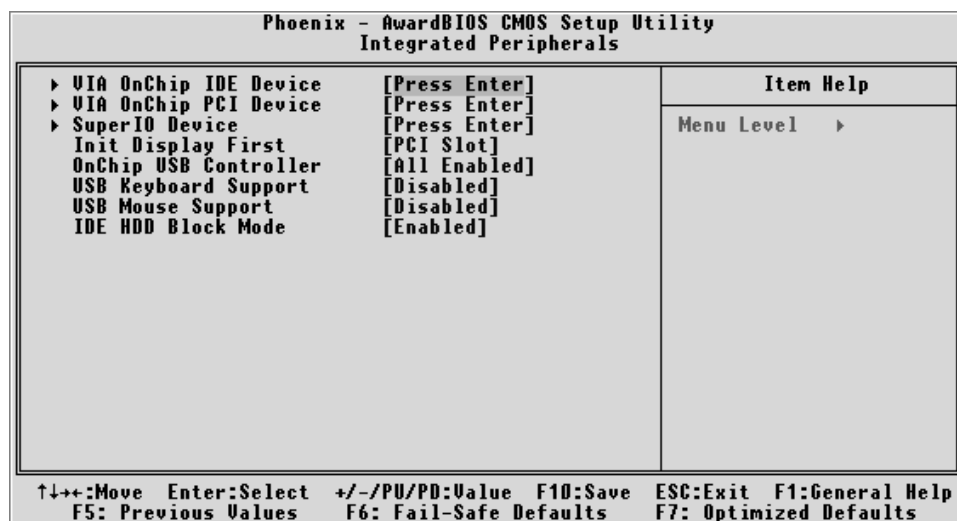 Phoenix - AwardBIOS CMOS Setup Utility
Integrated Peripherals
▸ VIA OnChip IDE Device [Press Enter]
▸ VIA OnChip PCI Device [Press Enter]
▸ SuperIO Device [Press Enter]
Init Display First [PCI Slot]
OnChip USB Controller [All Enabled]
USB Keyboard Support [Disabled]
USB Mouse Support [Disabled]
IDE HDD Block Mode [Enabled]
Item Help
Menu Level ▸
↑↓→←:Move Enter:Select +/-/PU/PD:Value F10:Save ESC:Exit F1:General Help
F5: Previous Values F6: Fail-Safe Defaults F7: Optimized Defaults